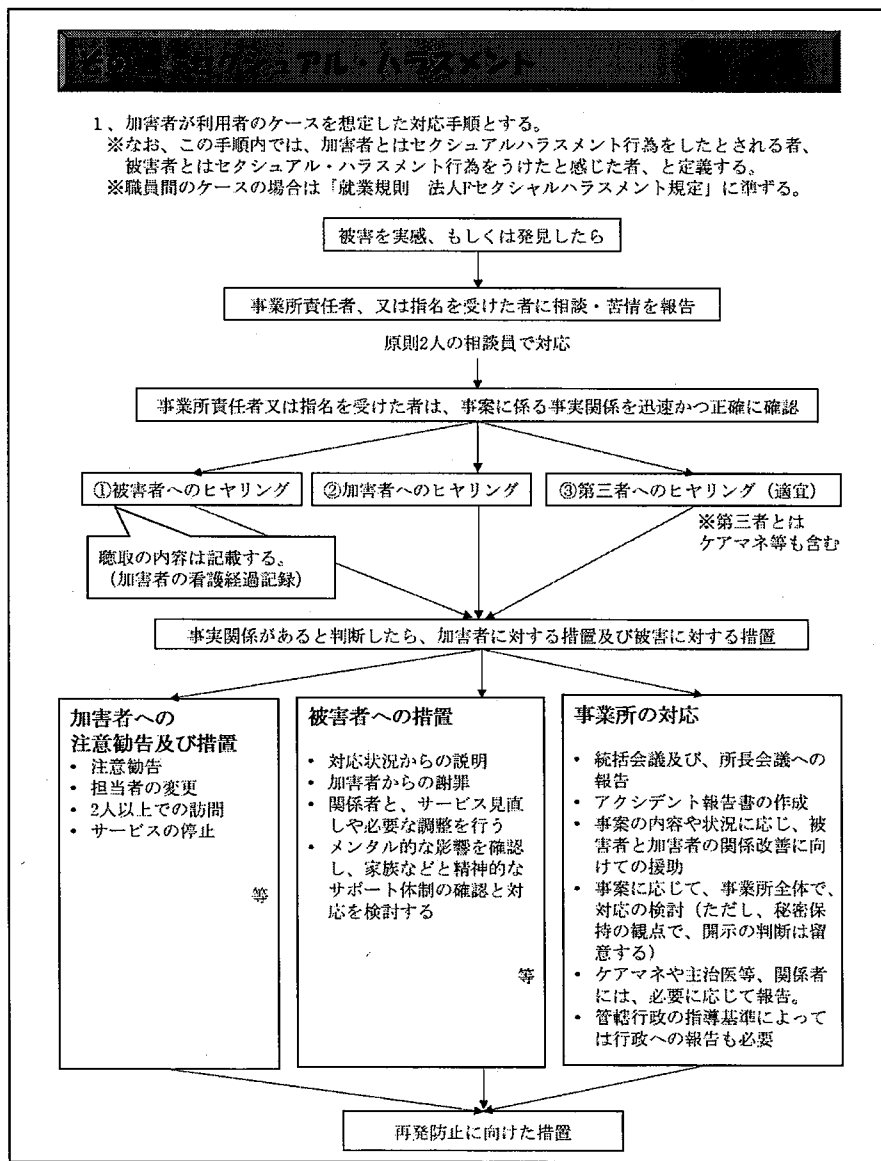 セクシュアル・ハラスメント
1、加害者が利用者のケースを想定した対応手順とする。
※なお、この手順内では、加害者とはセクシュアルハラスメント行為をしたとされる者、
被害者とはセクシュアル・ハラスメント行為をうけたと感じた者、と定義する。
※職員間のケースの場合は「就業規則　法人Pセクシャルハラスメント規定」に準ずる。
被害を実感、もしくは発見したら
事業所責任者、又は指名を受けた者に相談・苦情を報告
原則2人の相談員で対応
事業所責任者又は指名を受けた者は、事案に係る事実関係を迅速かつ正確に確認
①被害者へのヒヤリング
②加害者へのヒヤリング
③第三者へのヒヤリング（適宜）
※第三者とは
ケアマネ等も含む
聴取の内容は記載する。
（加害者の看護経過記録）
事実関係があると判断したら、加害者に対する措置及び被害に対する措置
加害者への
注意勧告及び措置
• 注意勧告
• 担当者の変更
• 2人以上での訪問
• サービスの停止
等
被害者への措置
• 対応状況からの説明
• 加害者からの謝罪
• 関係者と、サービス見直
しや必要な調整を行う
• メンタル的な影響を確認
し、家族などと精神的な
サポート体制の確認と対
応を検討する
等
事業所の対応
• 統括会議及び、所長会議への
報告
• アクシデント報告書の作成
• 事案の内容や状況に応じ、被
害者と加害者の関係改善に向
けての援助
• 事案に応じて、事業所全体で、
対応の検討（ただし、秘密保
持の観点で、開示の判断は留
意する）
• ケアマネや主治医等、関係者
には、必要に応じて報告。
• 管轄行政の指導基準によって
は行政への報告も必要
再発防止に向けた措置